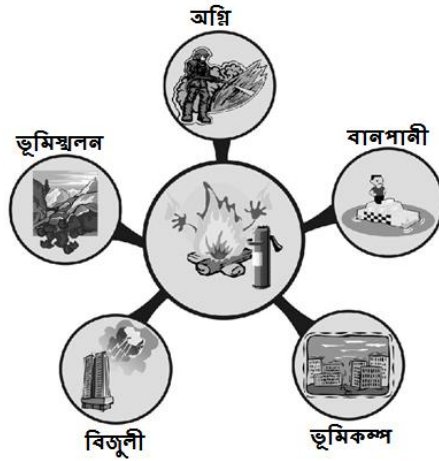 অগ্নি
ভূমিস্খলন
বানপানী
বিজুলী
ভূমিকম্প